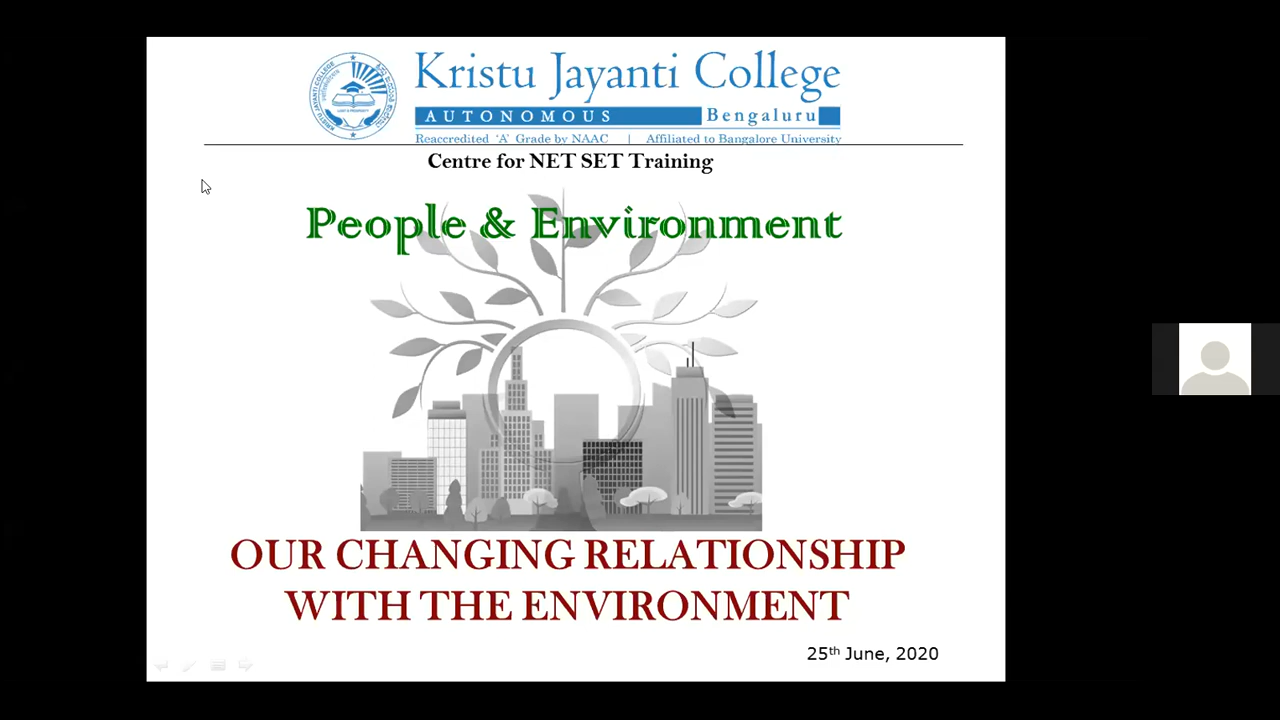 Kristu Jayanti College
AUTONOMOUS Bengaluru
Reaccredited 'A' Grade by NAAC | Affiliated to Bangalore University
Centre for NET SET Training
People & Environment
OUR CHANGING RELATIONSHIP
WITH THE ENVIRONMENT
25th June, 2020